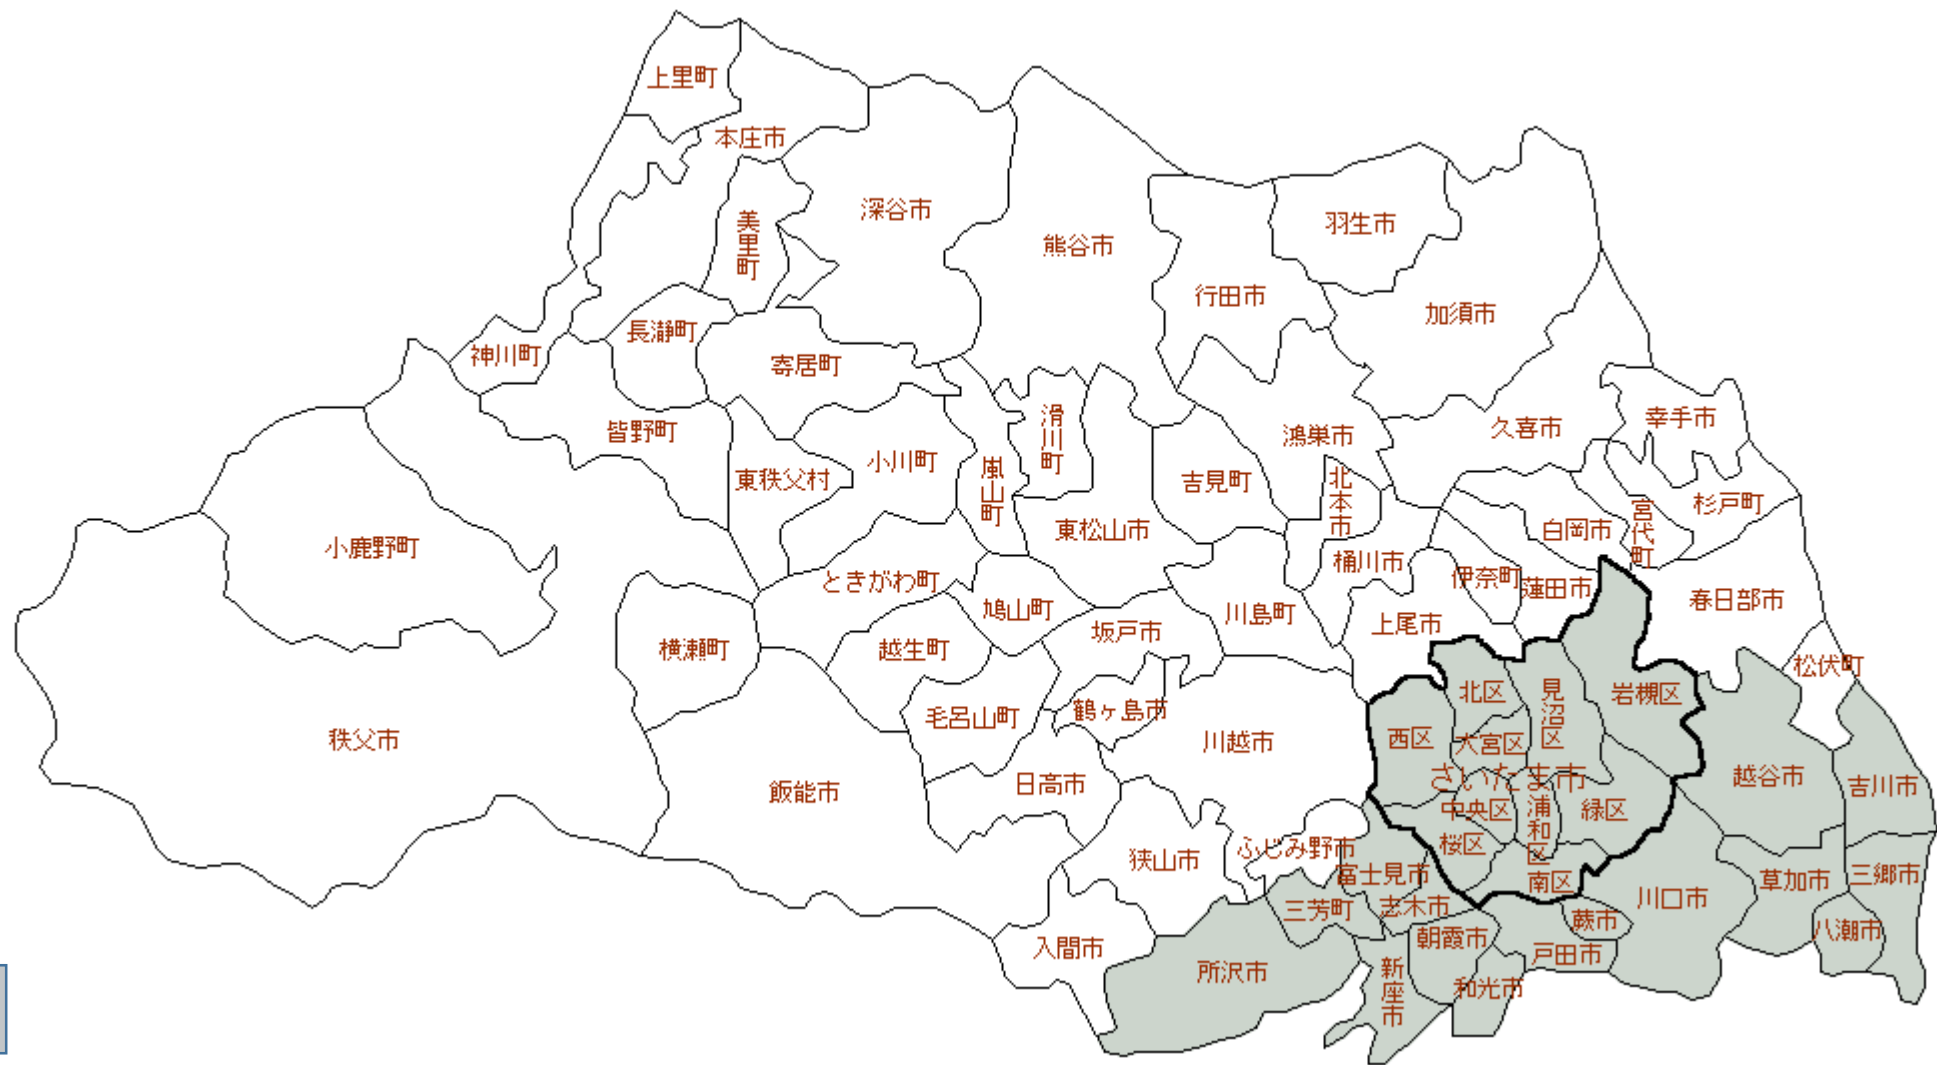 上里町
本庄市
深谷市
美里町
熊谷市
羽生市
行田市
加須市
長瀞町
神川町
寄居町
皆野町
滑川町
幸手市
久喜市
鴻巣市
小川町
東秩父村
嵐山町
吉見町
北本市
杉戸町
宮代町
白岡市
東松山市
小鹿野町
桶川市
ときがわ町
伊奈町
蓮田市
春日部市
鳩山町
川島町
上尾市
坂戸市
横瀬町
越生町
松伏町
北区
見沼区
岩槻区
毛呂山町
鶴ヶ島市
川越市
西区
大宮区
秩父市
さいたま市
越谷市
吉川市
日高市
飯能市
中央区
浦和区
緑区
桜区
ふじみ野市
狭山市
富士見市
南区
草加市
三郷市
川口市
三芳町
志木市
蕨市
八潮市
朝霞市
入間市
戸田市
所沢市
新座市
和光市